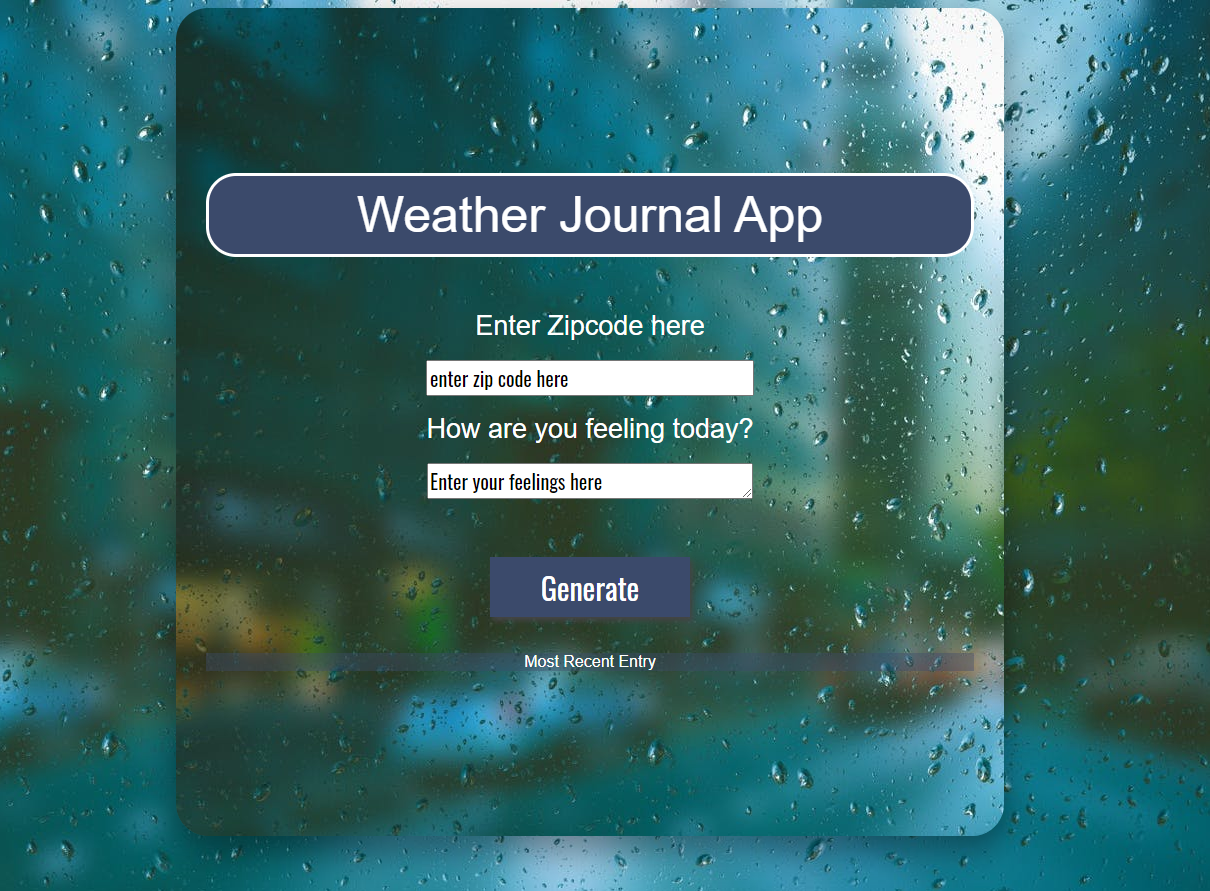 Weather Journal App
Enter Zipcode here
enter zip code here
How are you feeling today?
Enter your feelings here
Generate
Most Recent Entry